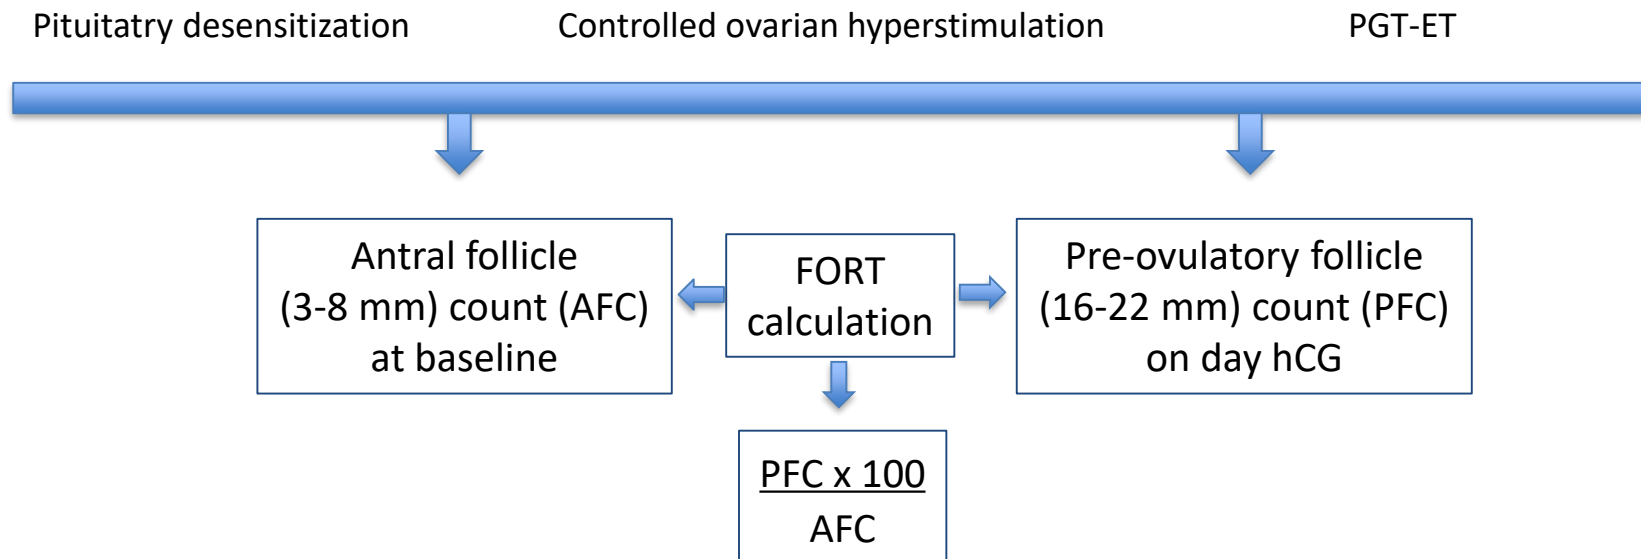 Pituitatry desensitization
Controlled ovarian hyperstimulation
PGT-ET
Antral follicle
(3-8 mm) count (AFC)
at baseline
FORT
calculation
Pre-ovulatory follicle
(16-22 mm) count (PFC)
on day hCG
PFC x 100
AFC